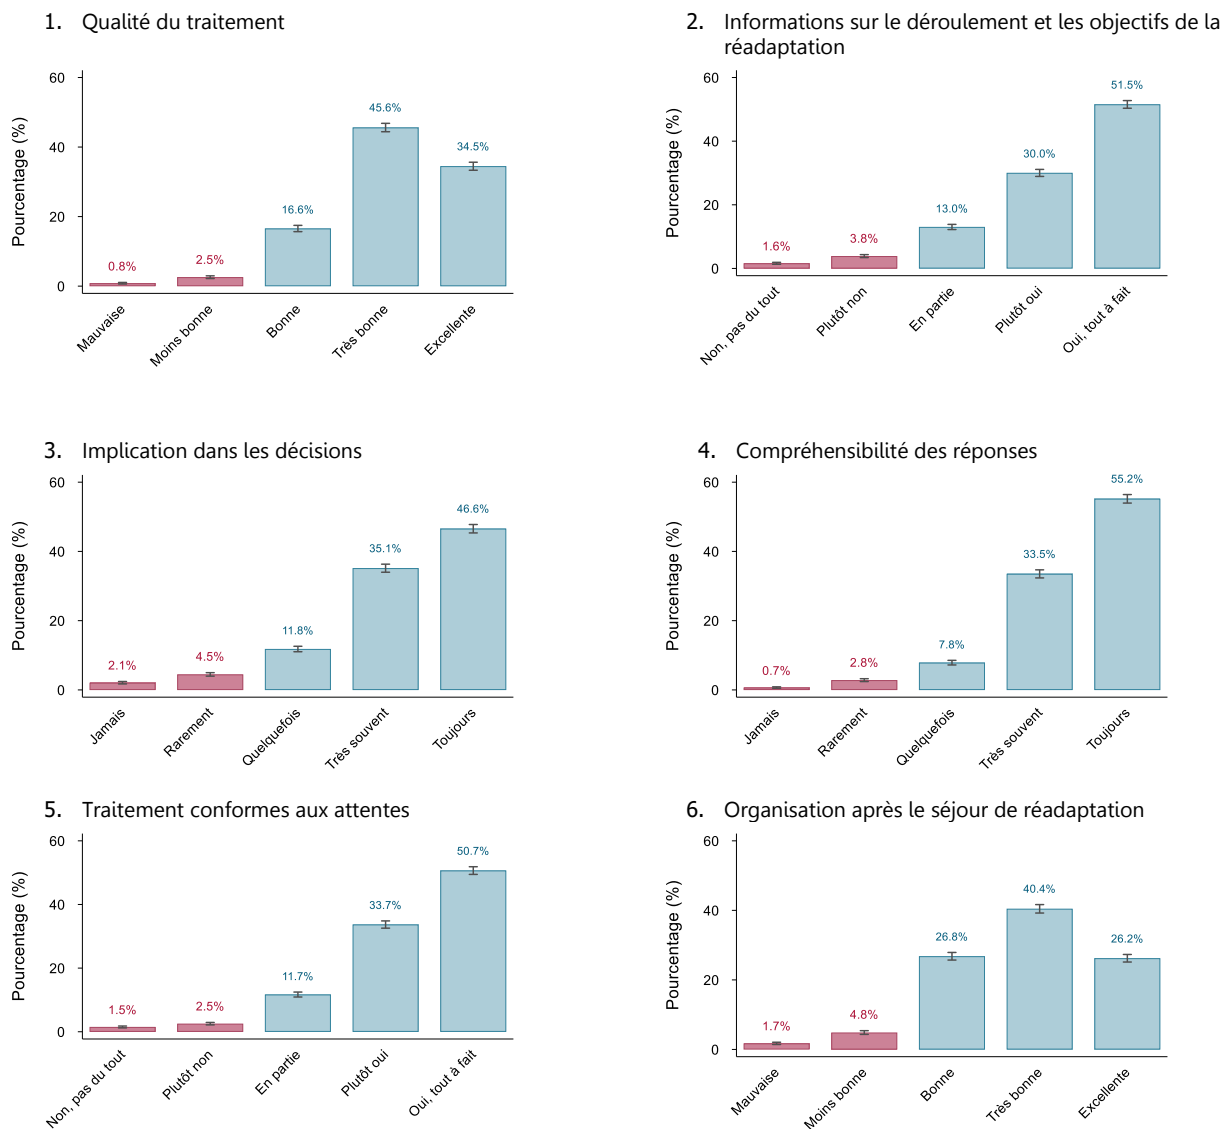 1. Qualité du traitement
Pourcentage (%)
60
40
20
0
0.8%
2.5%
16.6%
45.6%
34.5%
Mauvaise
Moins bonne
Bonne
Très bonne
Excellente
2. Informations sur le déroulement et les objectifs de la
réadaptation
Pourcentage (%)
60
40
20
0
1.6%
3.8%
13.0%
30.0%
51.5%
Non, pas du tout
Plutôt non
En partie
Plutôt oui
Oui, tout à fait
3. Implication dans les décisions
Pourcentage (%)
60
40
20
0
2.1%
4.5%
11.8%
35.1%
46.6%
Jamais
Rarement
Quelquefois
Très souvent
Toujours
4. Compréhensibilité des réponses
Pourcentage (%)
60
40
20
0
0.7%
2.8%
7.8%
33.5%
55.2%
Jamais
Rarement
Quelquefois
Très souvent
Toujours
5. Traitement conformes aux attentes
Pourcentage (%)
60
40
20
0
1.5%
2.5%
11.7%
33.7%
50.7%
Non, pas du tout
Plutôt non
En partie
Plutôt oui
Oui, tout à fait
6. Organisation après le séjour de réadaptation
Pourcentage (%)
60
40
20
0
1.7%
4.8%
26.8%
40.4%
26.2%
Mauvaise
Moins bonne
Bonne
Très bonne
Excellente